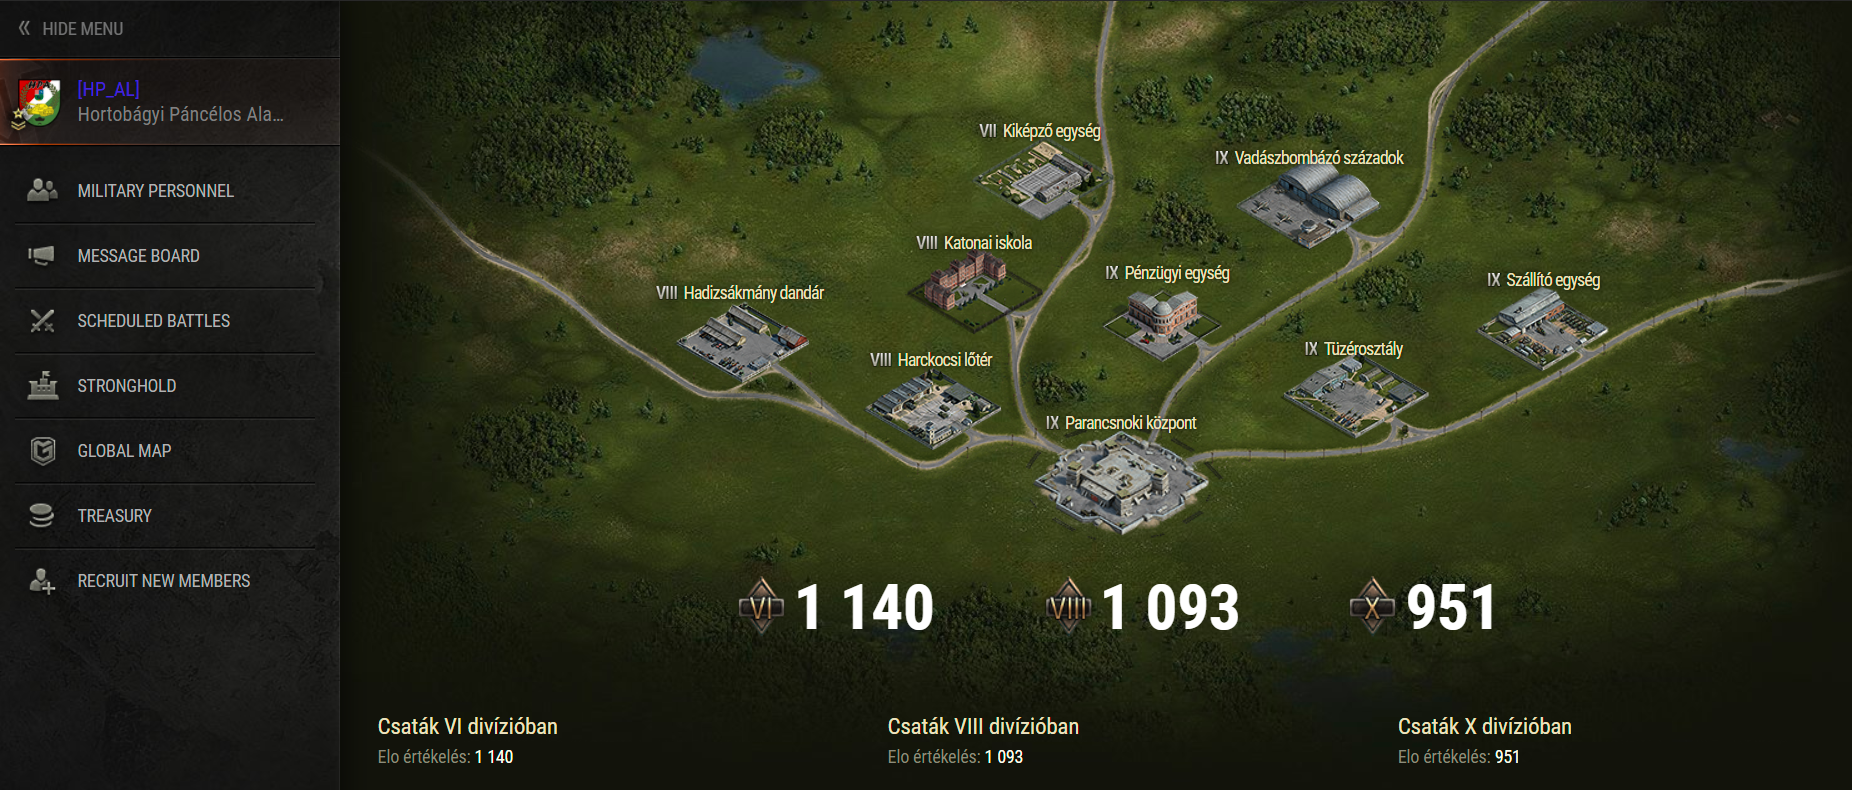 HIDE MENU
[HP_AL]
Hortobágyi Páncélos Ala...
MILITARY PERSONNEL
MESSAGE BOARD
SCHEDULED BATTLES
STRONGHOLD
GLOBAL MAP
TREASURY
RECRUIT NEW MEMBERS
VII Kiképző egység
IX Vadászbombázó századok
VIII Katonai iskola
IX Pénzügyi egység
IX Szállító egység
VIII Hadizsákmány dandár
VIII Harckocsi lőtér
IX Tüzérosztály
IX Parancsnoki központ
VI 1 140
VIII 1 093
X 951
Csaták VI divízióban
Elo értékelés: 1 140
Csaták VIII divízióban
Elo értékelés: 1 093
Csaták X divízióban
Elo értékelés: 951